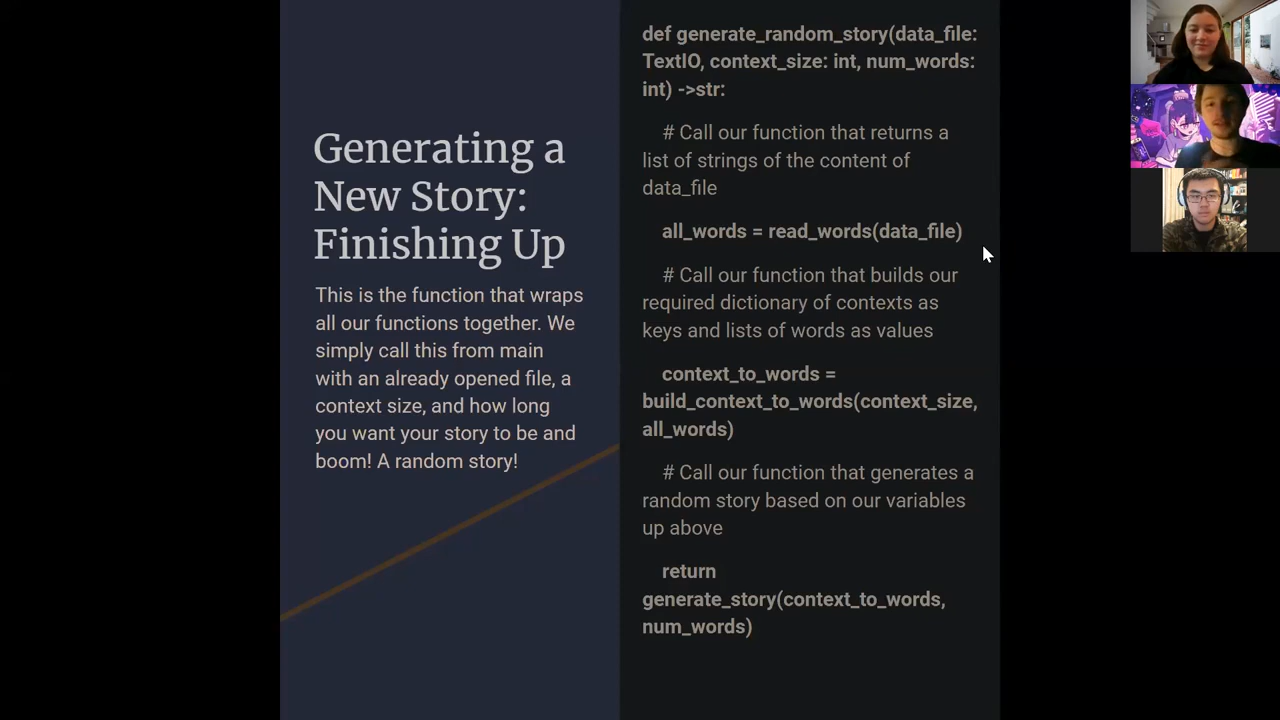 Generating a
New Story:
Finishing Up
This is the function that wraps
all our functions together. We
simply call this from main
with an already opened file, a
context size, and how long
you want your story to be and
boom! A random story!
def generate_random_story(data_file:
TextIO, context_size: int, num_words:
int) ->str:
# Call our function that returns a
list of strings of the content of
data_file
all_words = read_words(data_file)
# Call our function that builds our
required dictionary of contexts as
keys and lists of words as values
context_to_words =
build_context_to_words(context_size,
all_words)
# Call our function that generates a
random story based on our variables
up above
return
generate_story(context_to_words,
num_words)